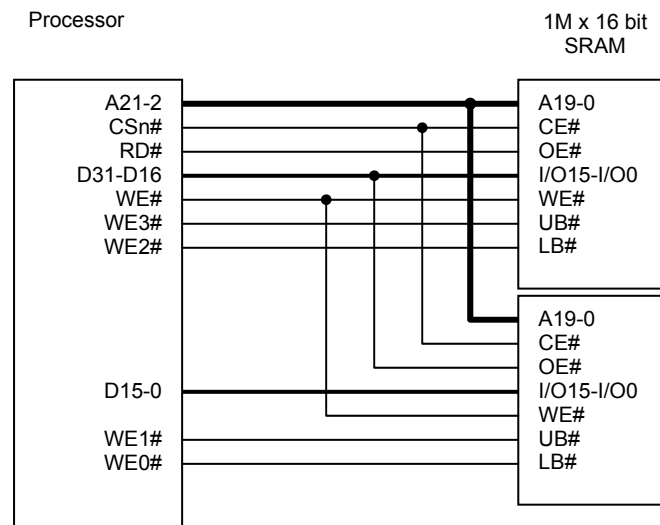 Processor
1M x 16 bit
SRAM
A21-2
CSn#
RD#
D31-D16
WE#
WE3#
WE2#
D15-0
WE1#
WE0#
A19-0
CE#
OE#
I/O15-I/O0
WE#
UB#
LB#
A19-0
CE#
OE#
I/O15-I/O0
WE#
UB#
LB#